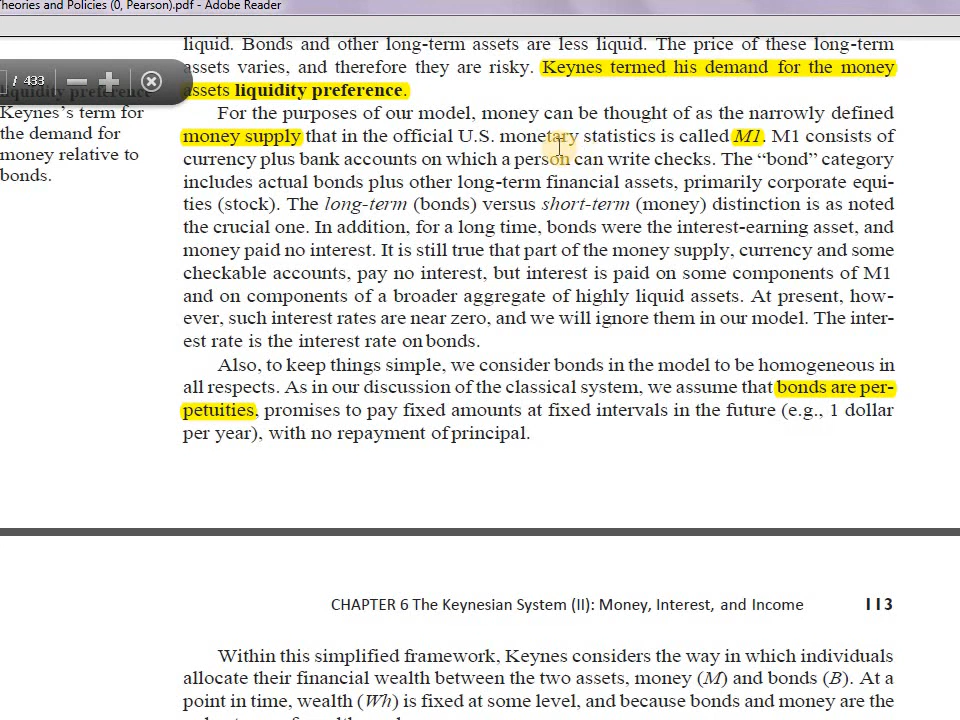 Theories and Policies (0, Pearson).pdf - Adobe Reader
liquid. Bonds and other long-term assets are less liquid. The price of these long-term
/ 433
assets varies, and therefore they are risky. Keynes termed his demand for the money
liquidity preference
assets liquidity preference.
Keynes's term for
the demand for
money relative to
bonds.
For the purposes of our model, money can be thought of as the narrowly defined
money supply that in the official U.S. monetary statistics is called M1. M1 consists of
currency plus bank accounts on which a person can write checks. The “bond” category
includes actual bonds plus other long-term financial assets, primarily corporate equi-
ties (stock). The long-term (bonds) versus short-term (money) distinction is as noted
the crucial one. In addition, for a long time, bonds were the interest-earning asset, and
money paid no interest. It is still true that part of the money supply, currency and some
checkable accounts, pay no interest, but interest is paid on some components of M1
and on components of a broader aggregate of highly liquid assets. At present, how-
ever, such interest rates are near zero, and we will ignore them in our model. The inter-
est rate is the interest rate on bonds.
Also, to keep things simple, we consider bonds in the model to be homogeneous in
all respects. As in our discussion of the classical system, we assume that bonds are per-
petuities, promises to pay fixed amounts at fixed intervals in the future (e.g., 1 dollar
per year), with no repayment of principal.
CHAPTER 6 The Keynesian System (II): Money, Interest, and Income 113
Within this simplified framework, Keynes considers the way in which individuals
allocate their financial wealth between the two assets, money (M) and bonds (B). At a
point in time, wealth (Wh) is fixed at some level, and because bonds and money are the